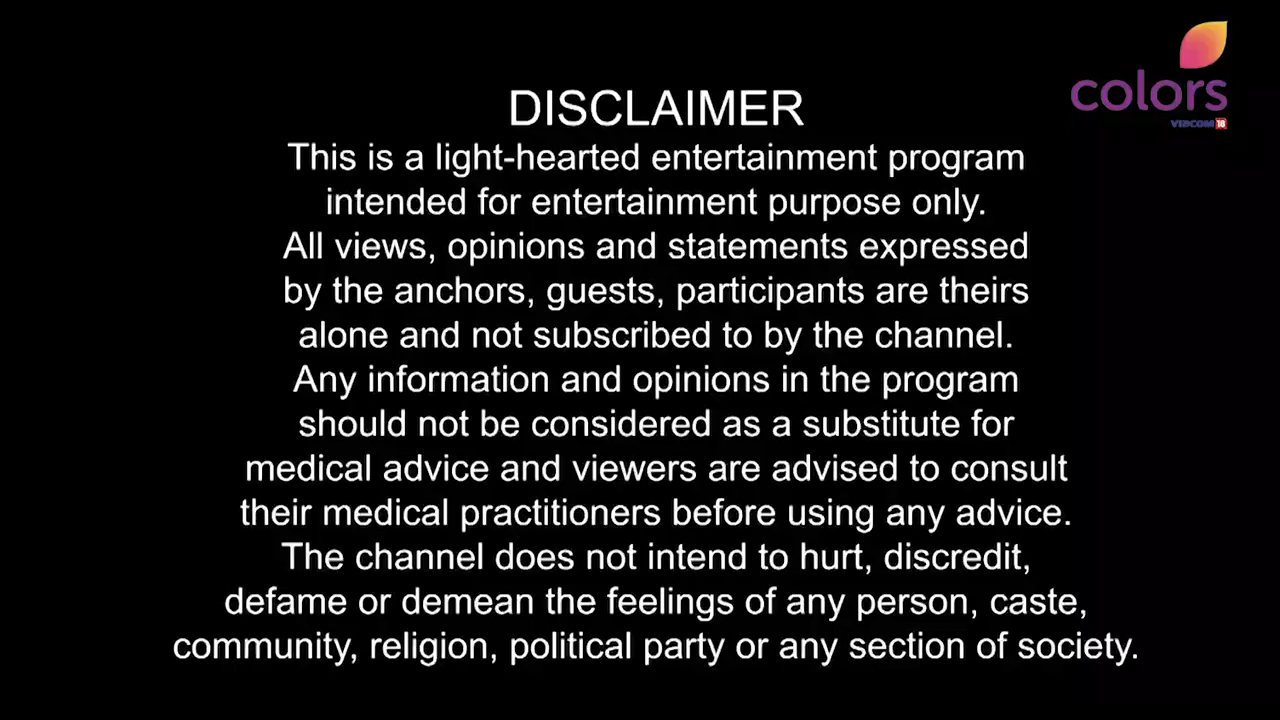 colors
VIACOM18
DISCLAIMER
This is a light-hearted entertainment program
intended for entertainment purpose only.
All views, opinions and statements expressed
by the anchors, guests, participants are theirs
alone and not subscribed to by the channel.
Any information and opinions in the program
should not be considered as a substitute for
medical advice and viewers are advised to consult
their medical practitioners before using any advice.
The channel does not intend to hurt, discredit,
defame or demean the feelings of any person, caste,
community, religion, political party or any section of society.